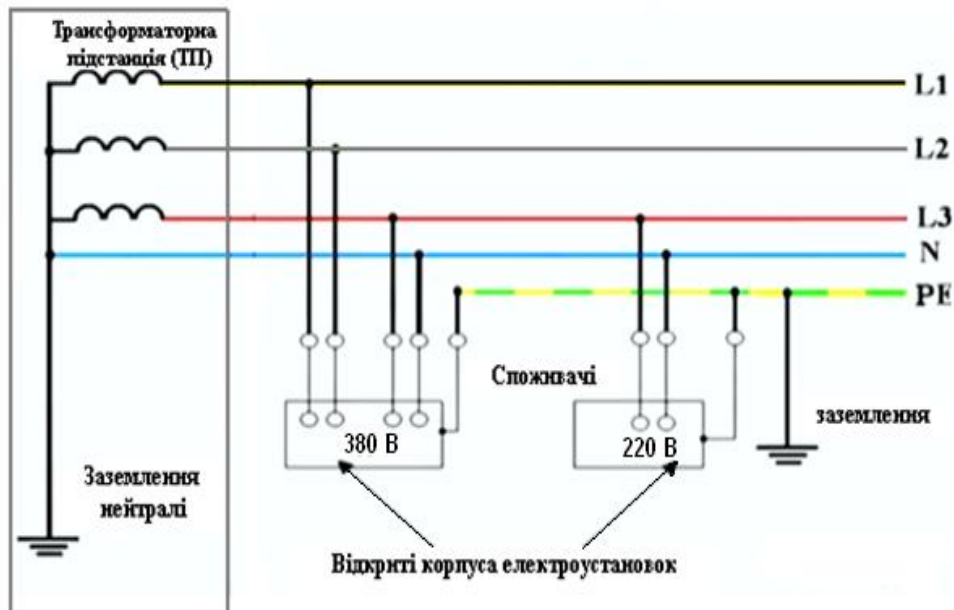 Трансформаторна
підстанція (ТП)
L1
L2
L3
N
PE
Споживачі
заземлення
380 В
220 В
Заземлення
нейтралі
Відкриті корпуса електроустановок